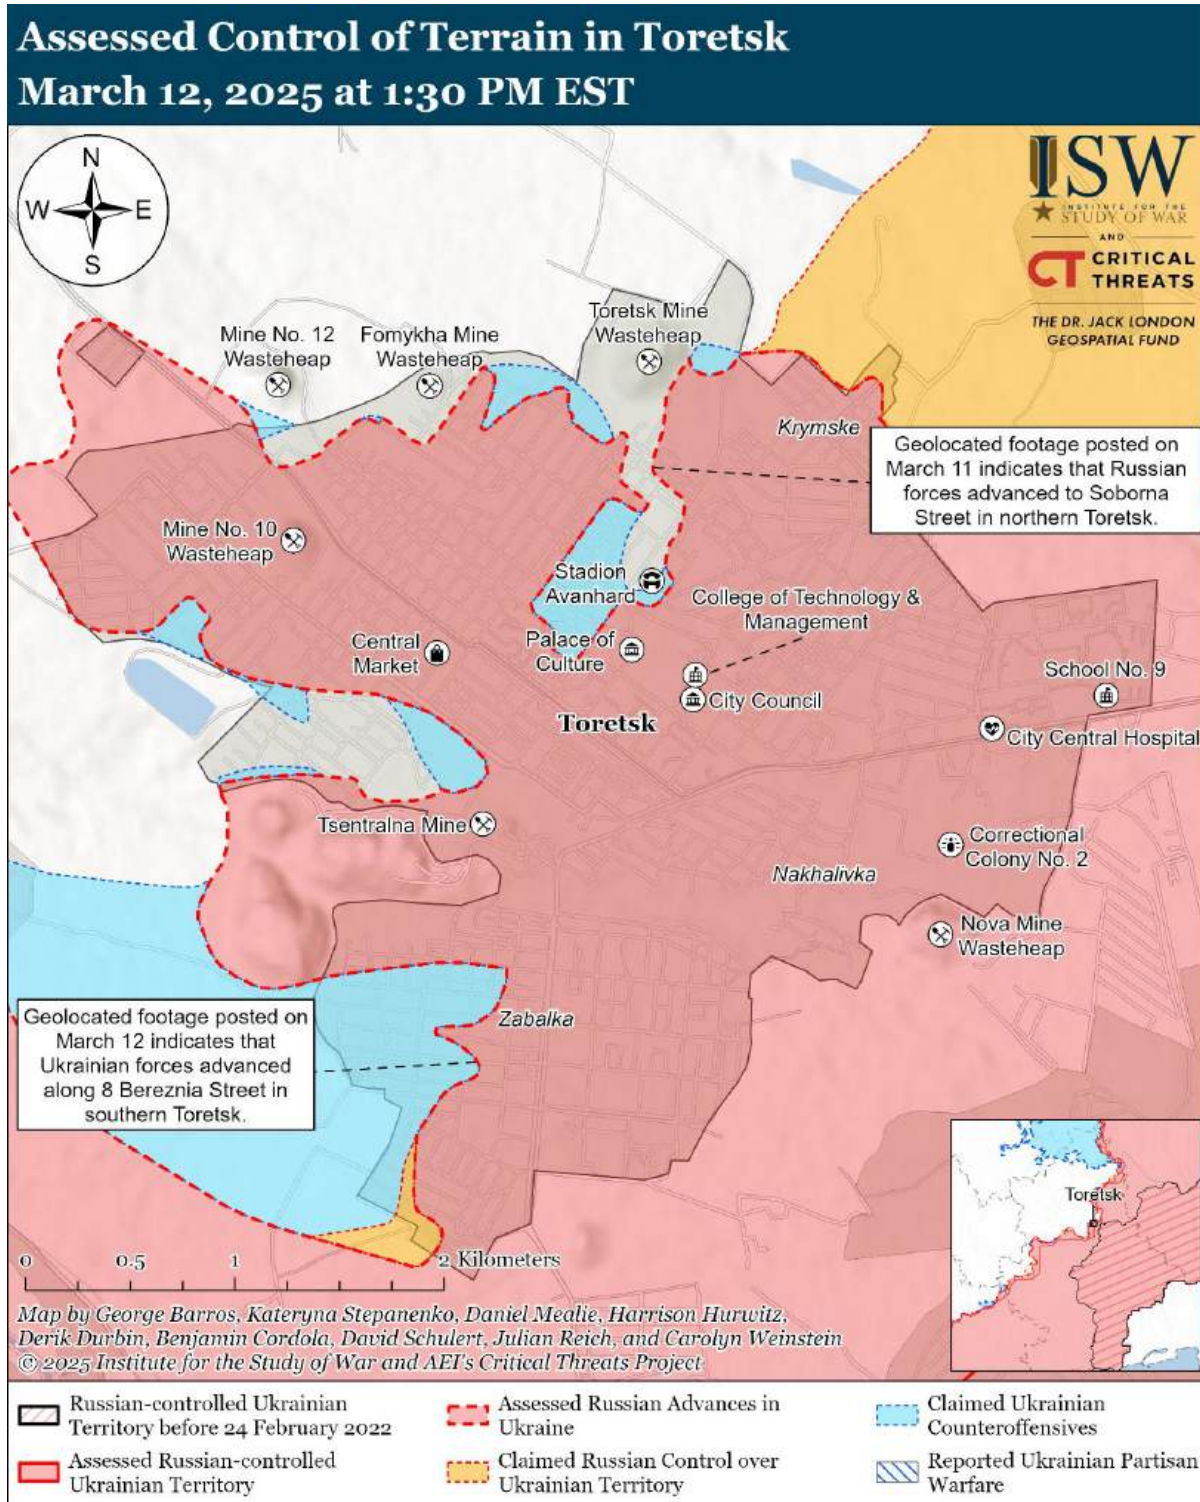 Assessed Control of Terrain in Toretsk
March 12, 2025 at 1:30 PM EST
N
W
E
S
ISW
INSTITUTE FOR THE
STUDY OF WAR
AND
CT CRITICAL
THREATS
THE DR. JACK LONDON
GEOSPATIAL FUND
Toretsk Mine
Wasteheap
Mine No. 12
Wasteheap
Fomykha Mine
Wasteheap
Krymske
Geolocated footage posted on
March 11 indicates that Russian
forces advanced to Soborna
Street in northern Toretsk.
Mine No. 10
Wasteheap
Stadion
Avanhard
College of Technology &
Management
Central
Market
Palace of
Culture
School No. 9
City Council
Toretsk
City Central Hospital
Tsentralna Mine
Correctional
Colony No. 2
Nakhalivka
Nova Mine
Wasteheap
Zabalka
Geolocated footage posted on
March 12 indicates that
Ukrainian forces advanced
along 8 Bereznia Street in
southern Toretsk.
Toretsk
0 0.5 1 2 Kilometers
Map by George Barros, Kateryna Stepanenko, Daniel Mealie, Harrison Hurwitz,
Derik Durbin, Benjamin Cordola, David Schulert, Julian Reich, and Carolyn Weinstein
© 2025 Institute for the Study of War and AEI's Critical Threats Project
Russian-controlled Ukrainian
Territory before 24 February 2022
Assessed Russian-controlled
Ukrainian Territory
Assessed Russian Advances in
Ukraine
Claimed Russian Control over
Ukrainian Territory
Claimed Ukrainian
Counteroffensives
Reported Ukrainian Partisan
Warfare